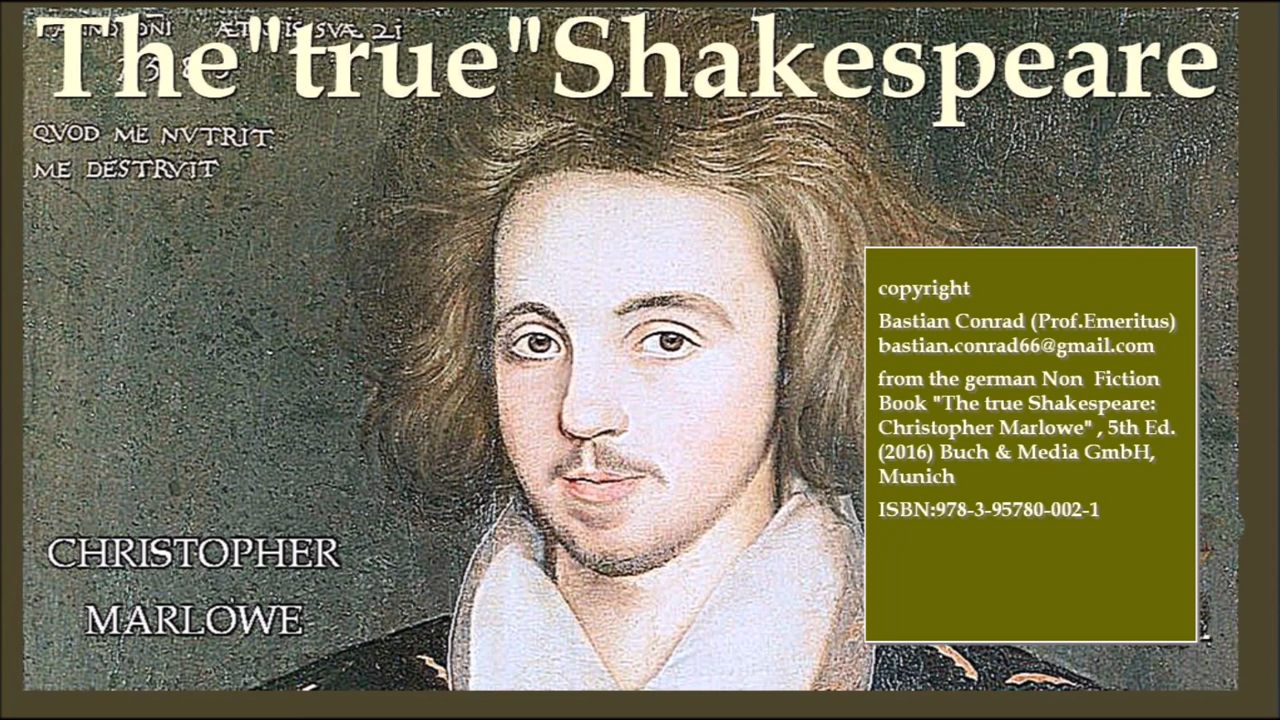 The"true"Shakespeare
SVÆ 21
QVOD ME NVTRIT
ME DESTRVIT
copyright
Bastian Conrad (Prof.Emeritus)
bastian.conrad66@gmail.com
from the german Non Fiction
Book "The true Shakespeare:
Christopher Marlowe" , 5th Ed.
(2016) Buch & Media GmbH,
Munich
ISBN:978-3-95780-002-1
CHRISTOPHER
MARLOWE